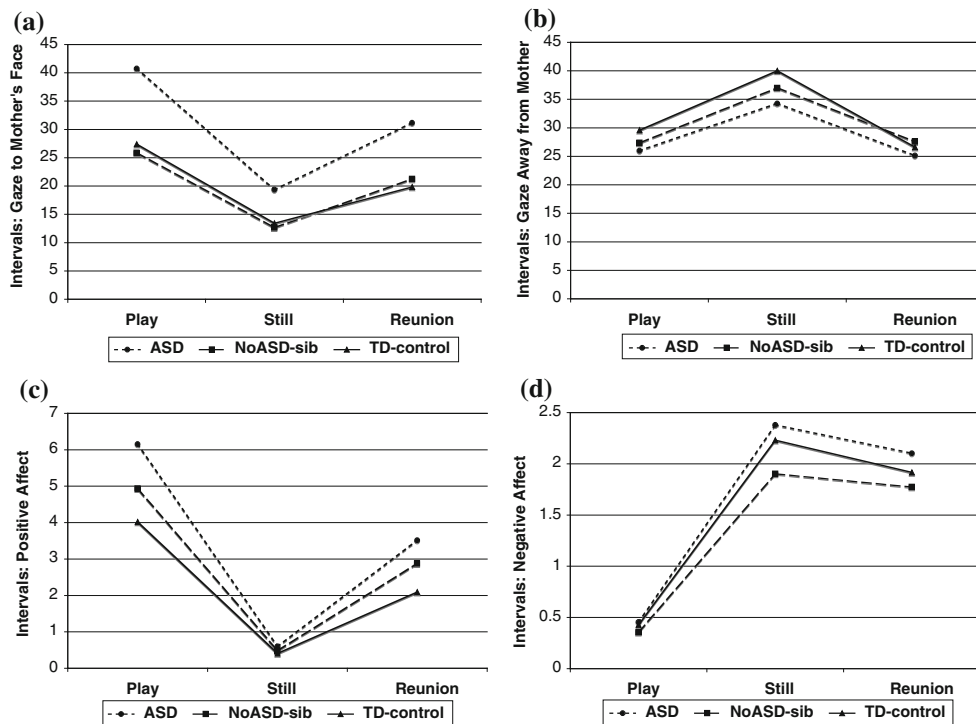 (a)
Intervals: Gaze to Mother's Face
45
40
35
30
25
20
15
10
5
0
Play Still Reunion
ASD NoASD-sib TD-control
(b)
Intervals: Gaze Away from Mother
45
40
35
30
25
20
15
10
5
0
Play Still Reunion
ASD NoASD-sib TD-control
(c)
Intervals: Positive Affect
7
6
5
4
3
2
1
0
Play Still Reunion
ASD NoASD-sib TD-control
(d)
Intervals: Negative Affect
2.5
2
1.5
1
0.5
0
Play Still Reunion
ASD NoASD-sib TD-control